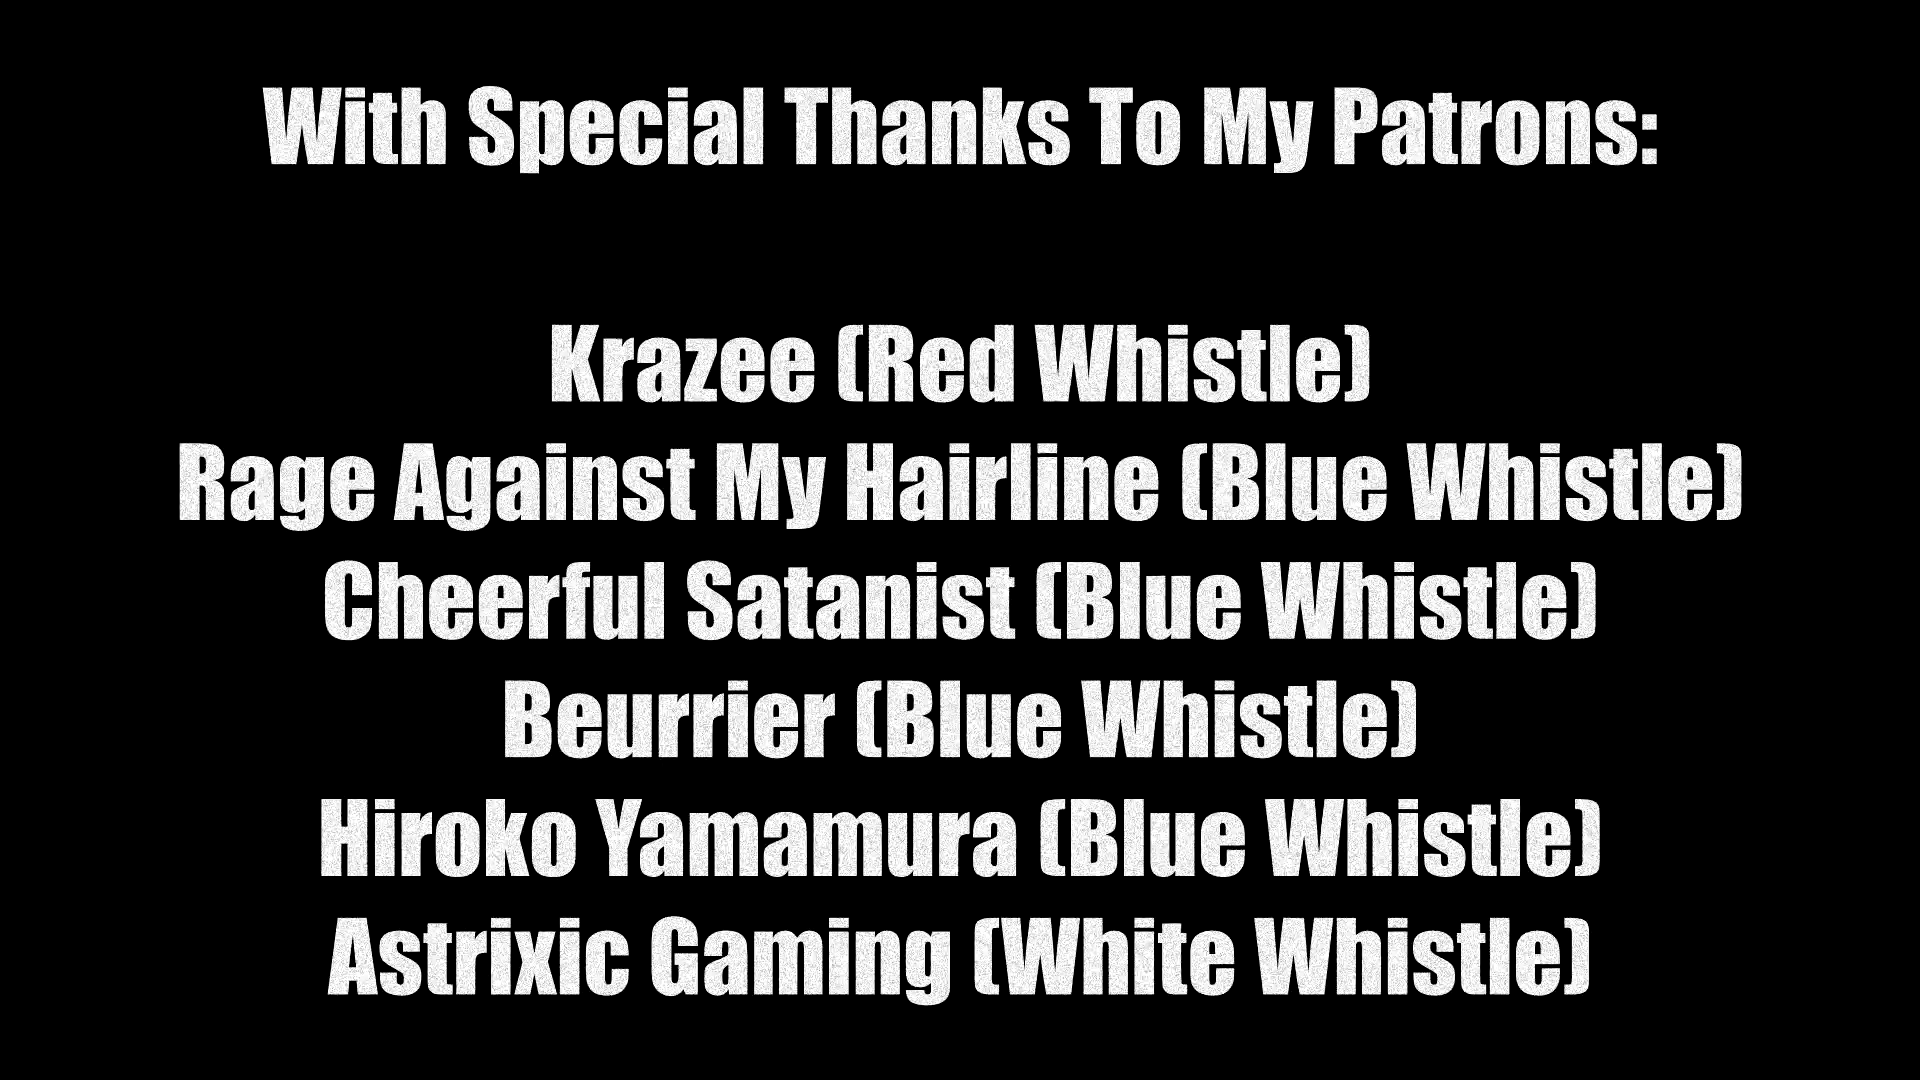 With Special Thanks To My Patrons:
Krazee (Red Whistle)
Rage Against My Hairline (Blue Whistle)
Cheerful Satanist (Blue Whistle)
Beurrier (Blue Whistle)
Hiroko Yamamura (Blue Whistle)
Astrixic Gaming (White Whistle)